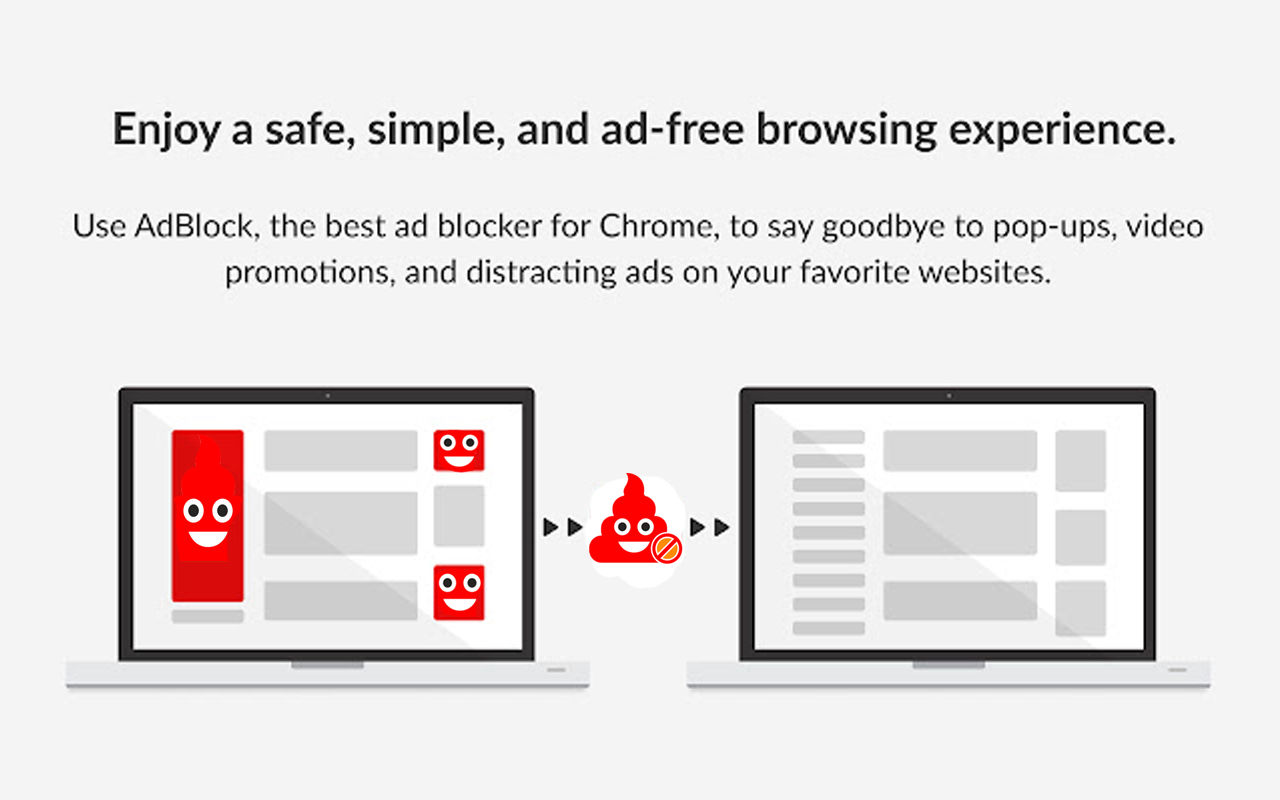 Enjoy a safe, simple, and ad-free browsing experience.
Use AdBlock, the best ad blocker for Chrome, to say goodbye to pop-ups, video
promotions, and distracting ads on your favorite websites.